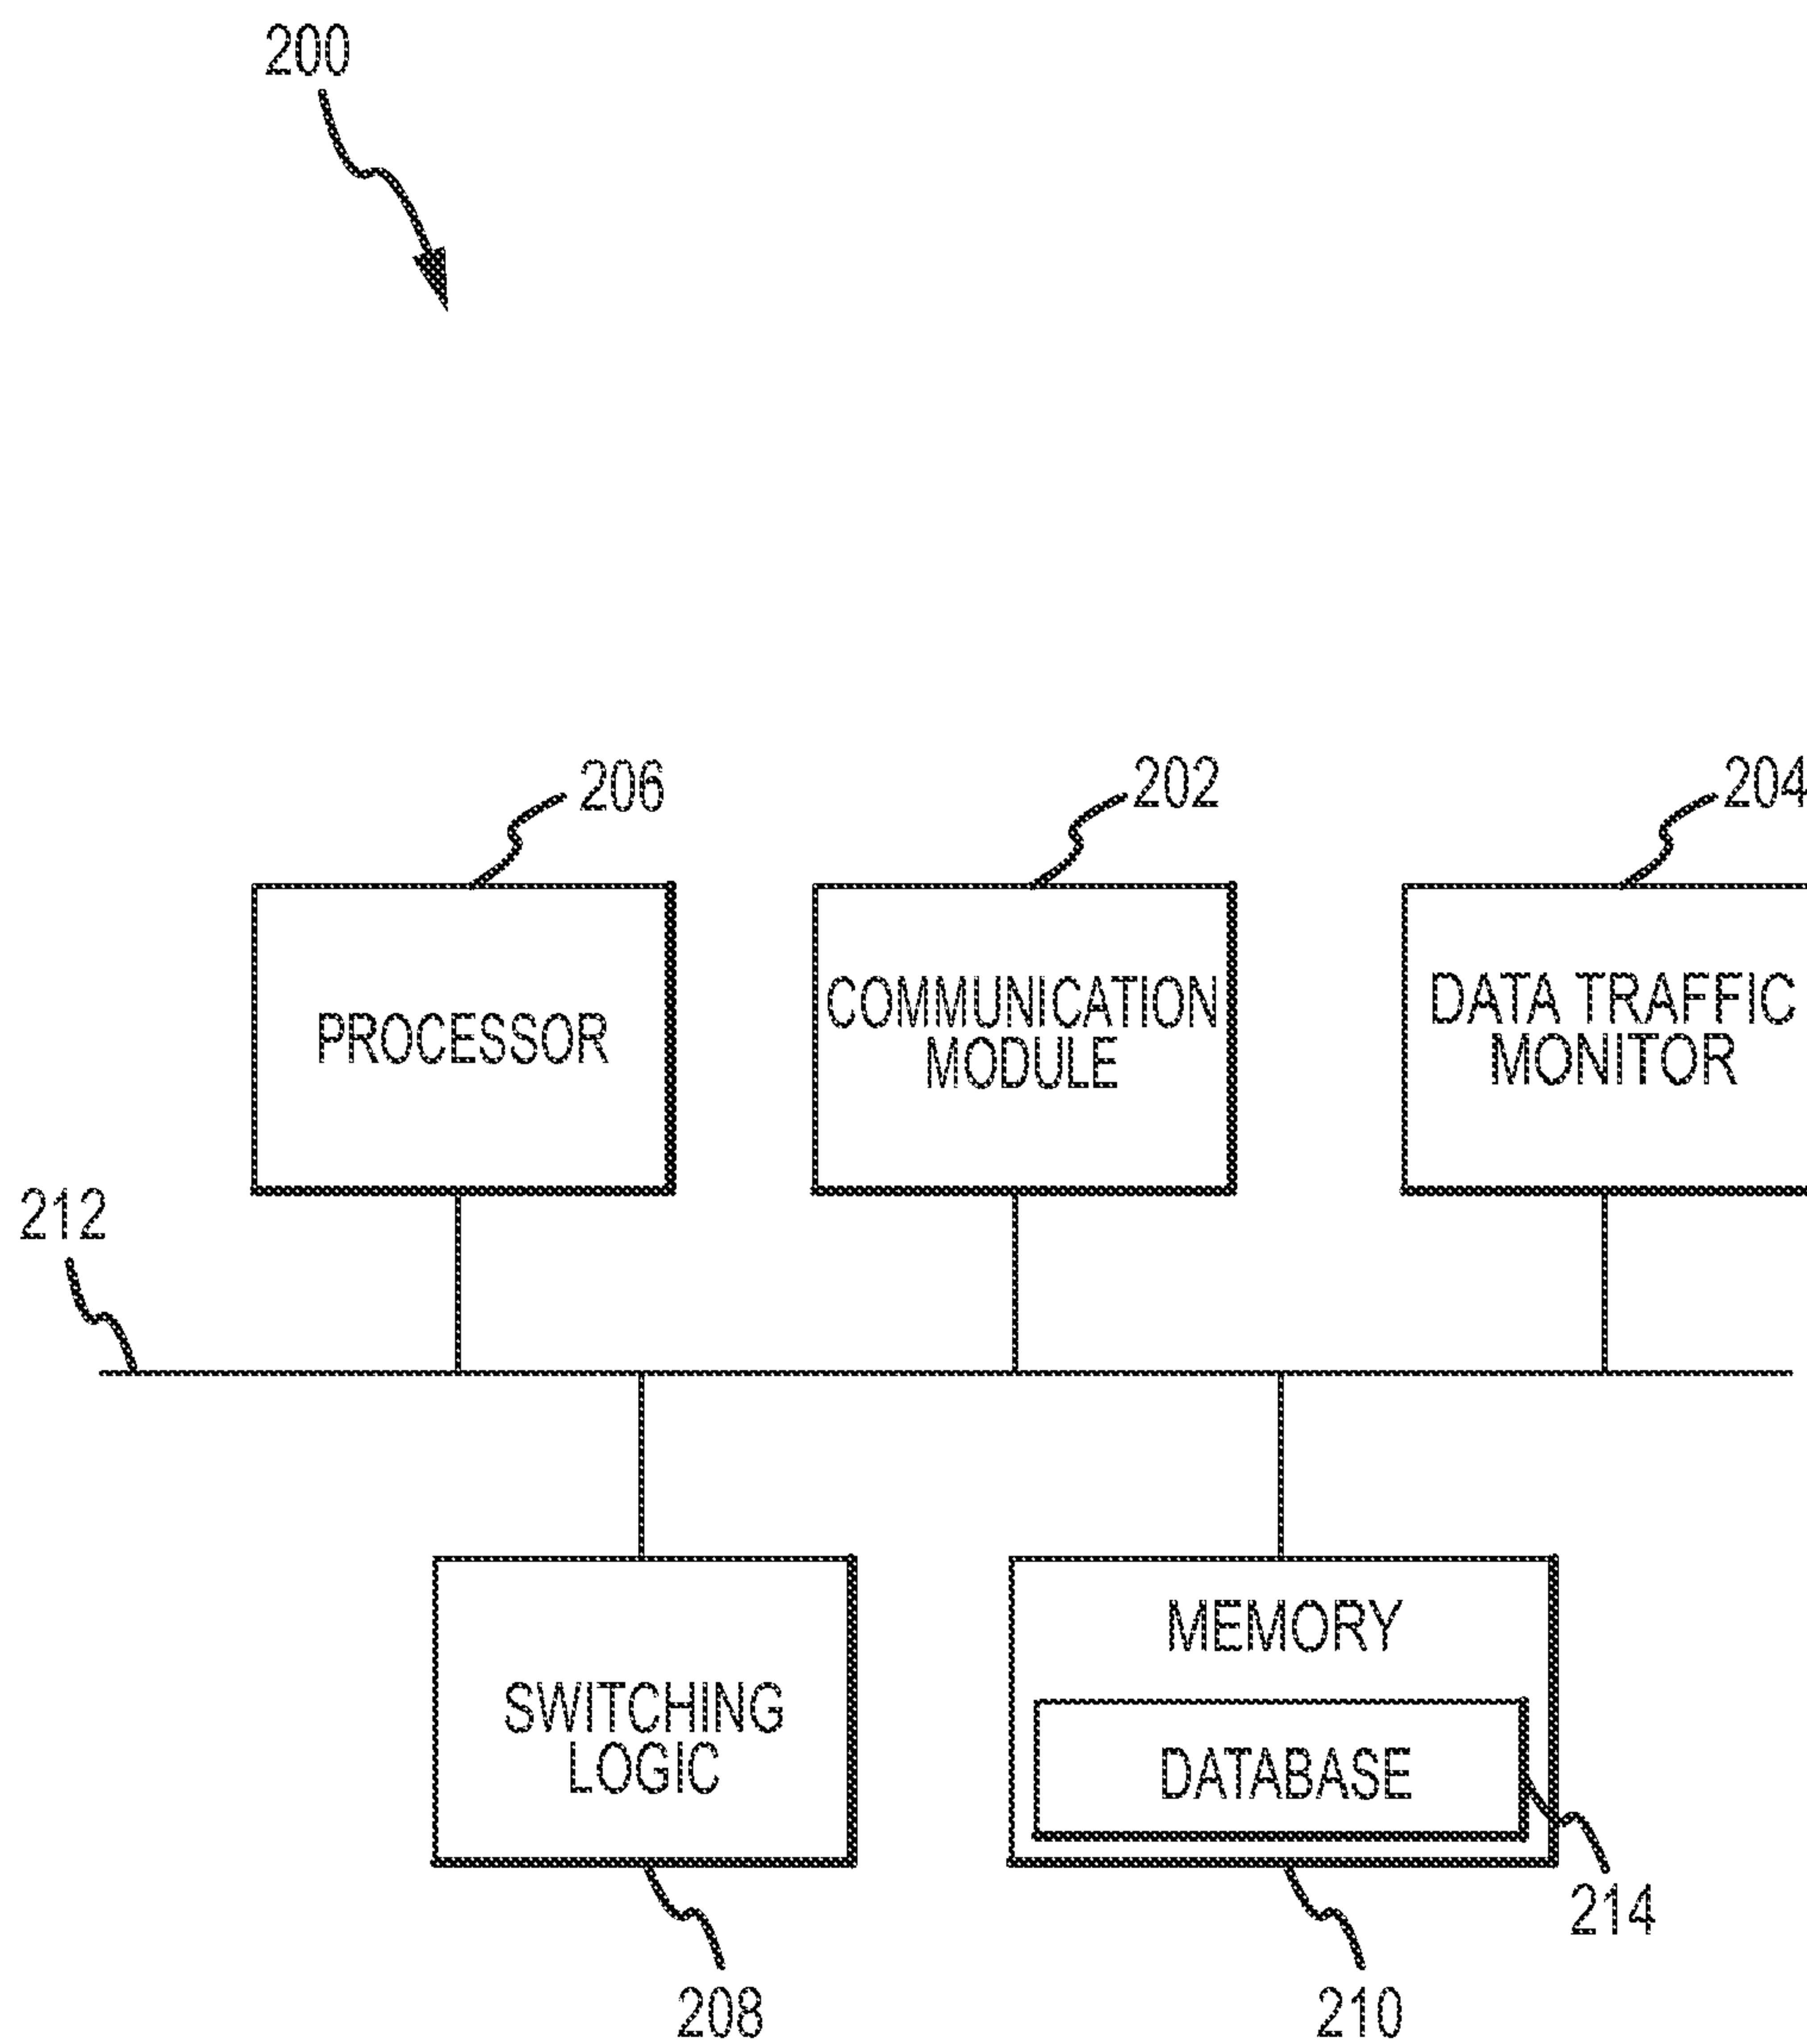 200
206
202
204
PROCESSOR
COMMUNICATION
MODULE
DATA TRAFFIC
MONITOR
212
SWITCHING
LOGIC
MEMORY
DATABASE
214
208
210